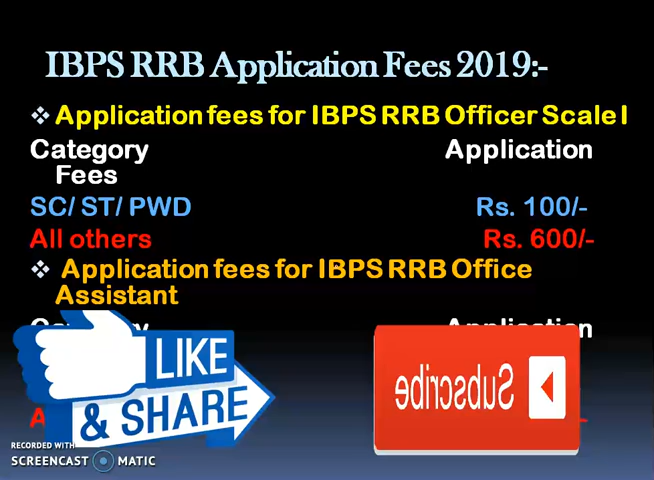 IBPS RRB Application Fees 2019:-
❖ Application fees for IBPS RRB Officer Scale I
Category Application
Fees
SC/ ST/ PWD Rs. 100/-
All others Rs. 600/-
❖ Application fees for IBPS RRB Office
Assistant
Category Application
LIKE
& SHARE
Subscribe
RECORDED WITH
SCREENCAST MATIC